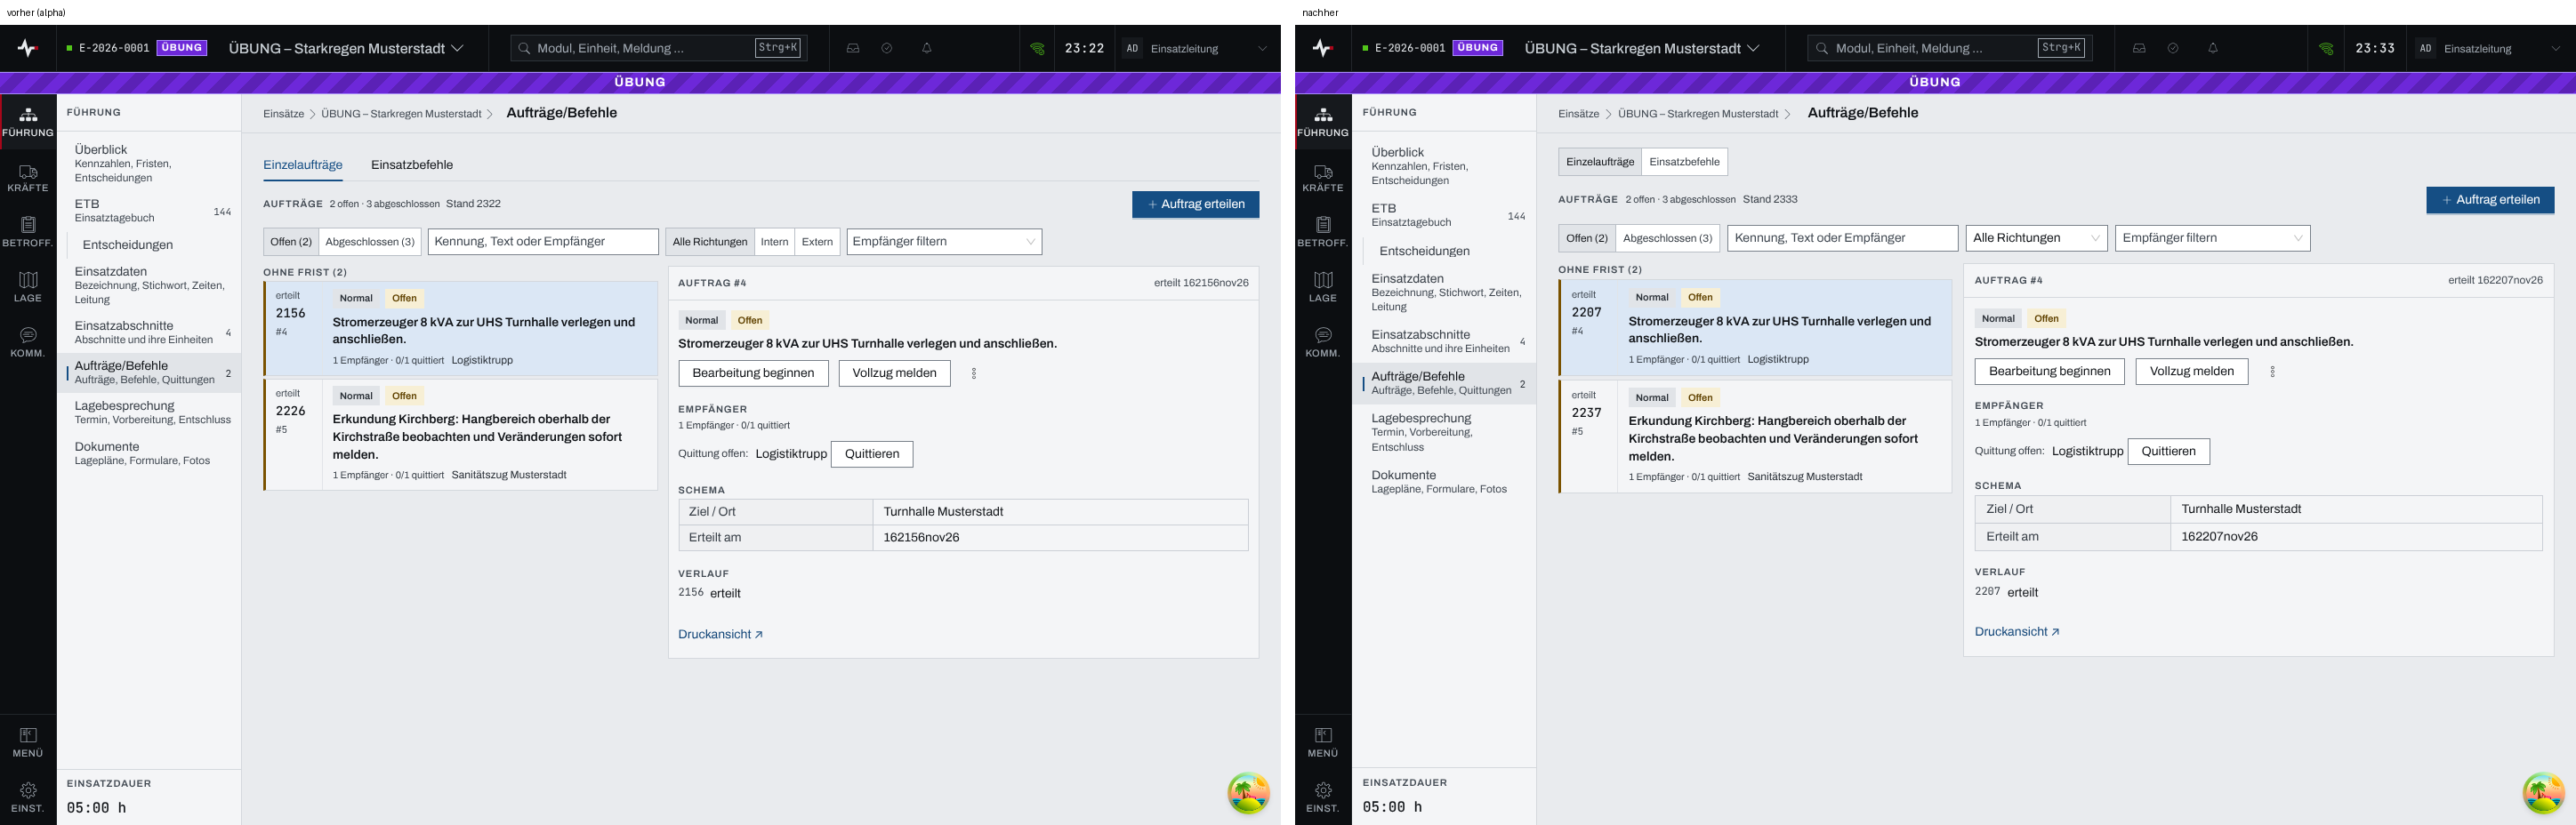 vorher (alpha)
E-2026-0001 ÜBUNG ÜBUNG – Starkregen Musterstadt
Modul, Einheit, Meldung ... Strg+K
23:22
AD Einsatzleitung
ÜBUNG
FÜHRUNG
KRÄFTE
BETROFF.
LAGE
KOMM.
MENÜ
EINST.
FÜHRUNG
Überblick
Kennzahlen, Fristen,
Entscheidungen
ETB
Einsatztagebuch
144
Entscheidungen
Einsatzdaten
Bezeichnung, Stichwort, Zeiten,
Leitung
Einsatzabschnitte
Abschnitte und ihre Einheiten
4
Aufträge/Befehle
Aufträge, Befehle, Quittungen
2
Lagebesprechung
Termin, Vorbereitung, Entschluss
Dokumente
Lagepläne, Formulare, Fotos
EINSATZDAUER
05:00 h
Einsätze ÜBUNG – Starkregen Musterstadt Aufträge/Befehle
Einzelaufträge Einsatzbefehle
AUFTRÄGE 2 offen · 3 abgeschlossen Stand 2322
+ Auftrag erteilen
Offen (2) Abgeschlossen (3) Kennung, Text oder Empfänger Alle Richtungen Intern Extern Empfänger filtern
OHNE FRIST (2)
erteilt
2156
#4
Normal Offen
Stromerzeuger 8 kVA zur UHS Turnhalle verlegen und
anschließen.
1 Empfänger · 0/1 quittiert Logistiktrupp
erteilt
2226
#5
Normal Offen
Erkundung Kirchberg: Hangbereich oberhalb der
Kirchstraße beobachten und Veränderungen sofort
melden.
1 Empfänger · 0/1 quittiert Sanitätszug Musterstadt
AUFTRAG #4 erteilt 162156nov26
Normal Offen
Stromerzeuger 8 kVA zur UHS Turnhalle verlegen und anschließen.
Bearbeitung beginnen Vollzug melden
EMPFÄNGER
1 Empfänger · 0/1 quittiert
Quittung offen: Logistiktrupp Quittieren
SCHEMA
Ziel / Ort Turnhalle Musterstadt
Erteilt am 162156nov26
VERLAUF
2156 erteilt
Druckansicht
nachher
E-2026-0001 ÜBUNG ÜBUNG – Starkregen Musterstadt
Modul, Einheit, Meldung ... Strg+K
23:33
AD Einsatzleitung
ÜBUNG
FÜHRUNG
KRÄFTE
BETROFF.
LAGE
KOMM.
MENÜ
EINST.
FÜHRUNG
Überblick
Kennzahlen, Fristen,
Entscheidungen
ETB
Einsatztagebuch
144
Entscheidungen
Einsatzdaten
Bezeichnung, Stichwort, Zeiten,
Leitung
Einsatzabschnitte
Abschnitte und ihre Einheiten
4
Aufträge/Befehle
Aufträge, Befehle, Quittungen
2
Lagebesprechung
Termin, Vorbereitung,
Entschluss
Dokumente
Lagepläne, Formulare, Fotos
EINSATZDAUER
05:00 h
Einsätze ÜBUNG – Starkregen Musterstadt Aufträge/Befehle
Einzelaufträge Einsatzbefehle
AUFTRÄGE 2 offen · 3 abgeschlossen Stand 2333
+ Auftrag erteilen
Offen (2) Abgeschlossen (3) Kennung, Text oder Empfänger Alle Richtungen Empfänger filtern
OHNE FRIST (2)
erteilt
2207
#4
Normal Offen
Stromerzeuger 8 kVA zur UHS Turnhalle verlegen und
anschließen.
1 Empfänger · 0/1 quittiert Logistiktrupp
erteilt
2237
#5
Normal Offen
Erkundung Kirchberg: Hangbereich oberhalb der
Kirchstraße beobachten und Veränderungen sofort
melden.
1 Empfänger · 0/1 quittiert Sanitätszug Musterstadt
AUFTRAG #4 erteilt 162207nov26
Normal Offen
Stromerzeuger 8 kVA zur UHS Turnhalle verlegen und anschließen.
Bearbeitung beginnen Vollzug melden
EMPFÄNGER
1 Empfänger · 0/1 quittiert
Quittung offen: Logistiktrupp Quittieren
SCHEMA
Ziel / Ort Turnhalle Musterstadt
Erteilt am 162207nov26
VERLAUF
2207 erteilt
Druckansicht